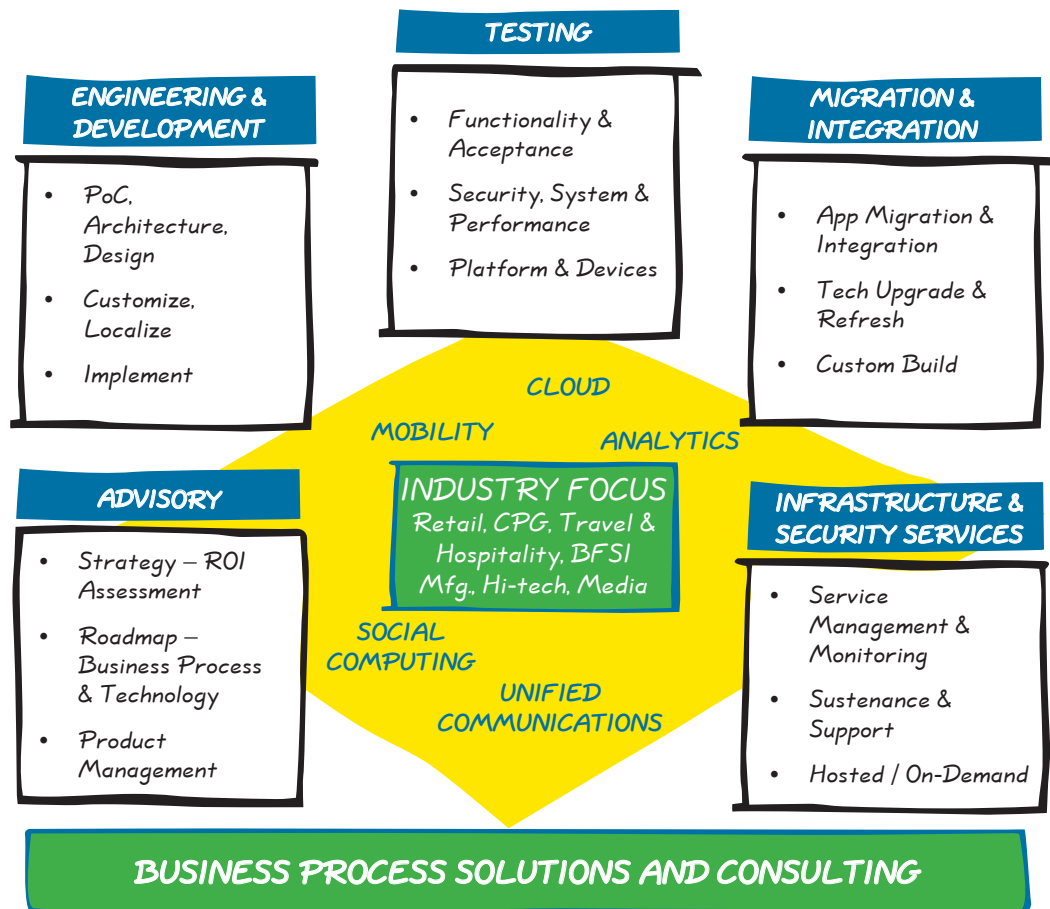 TESTING
• Functionality &
Acceptance
• Security, System &
Performance
• Platform & Devices
ENGINEERING &
DEVELOPMENT
• PoC,
Architecture,
Design
• Customize,
Localize
• Implement
MIGRATION &
INTEGRATION
• App Migration &
Integration
• Tech Upgrade &
Refresh
• Custom Build
CLOUD
MOBILITY
ANALYTICS
INDUSTRY FOCUS
Retail, CPG, Travel &
Hospitality, BFSI
Mfg., Hi-tech, Media
SOCIAL
COMPUTING
UNIFIED
COMMUNICATIONS
ADVISORY
• Strategy – ROI
Assessment
• Roadmap –
Business Process
& Technology
• Product
Management
INFRASTRUCTURE &
SECURITY SERVICES
• Service
Management &
Monitoring
• Sustenance &
Support
• Hosted / On-Demand
BUSINESS PROCESS SOLUTIONS AND CONSULTING